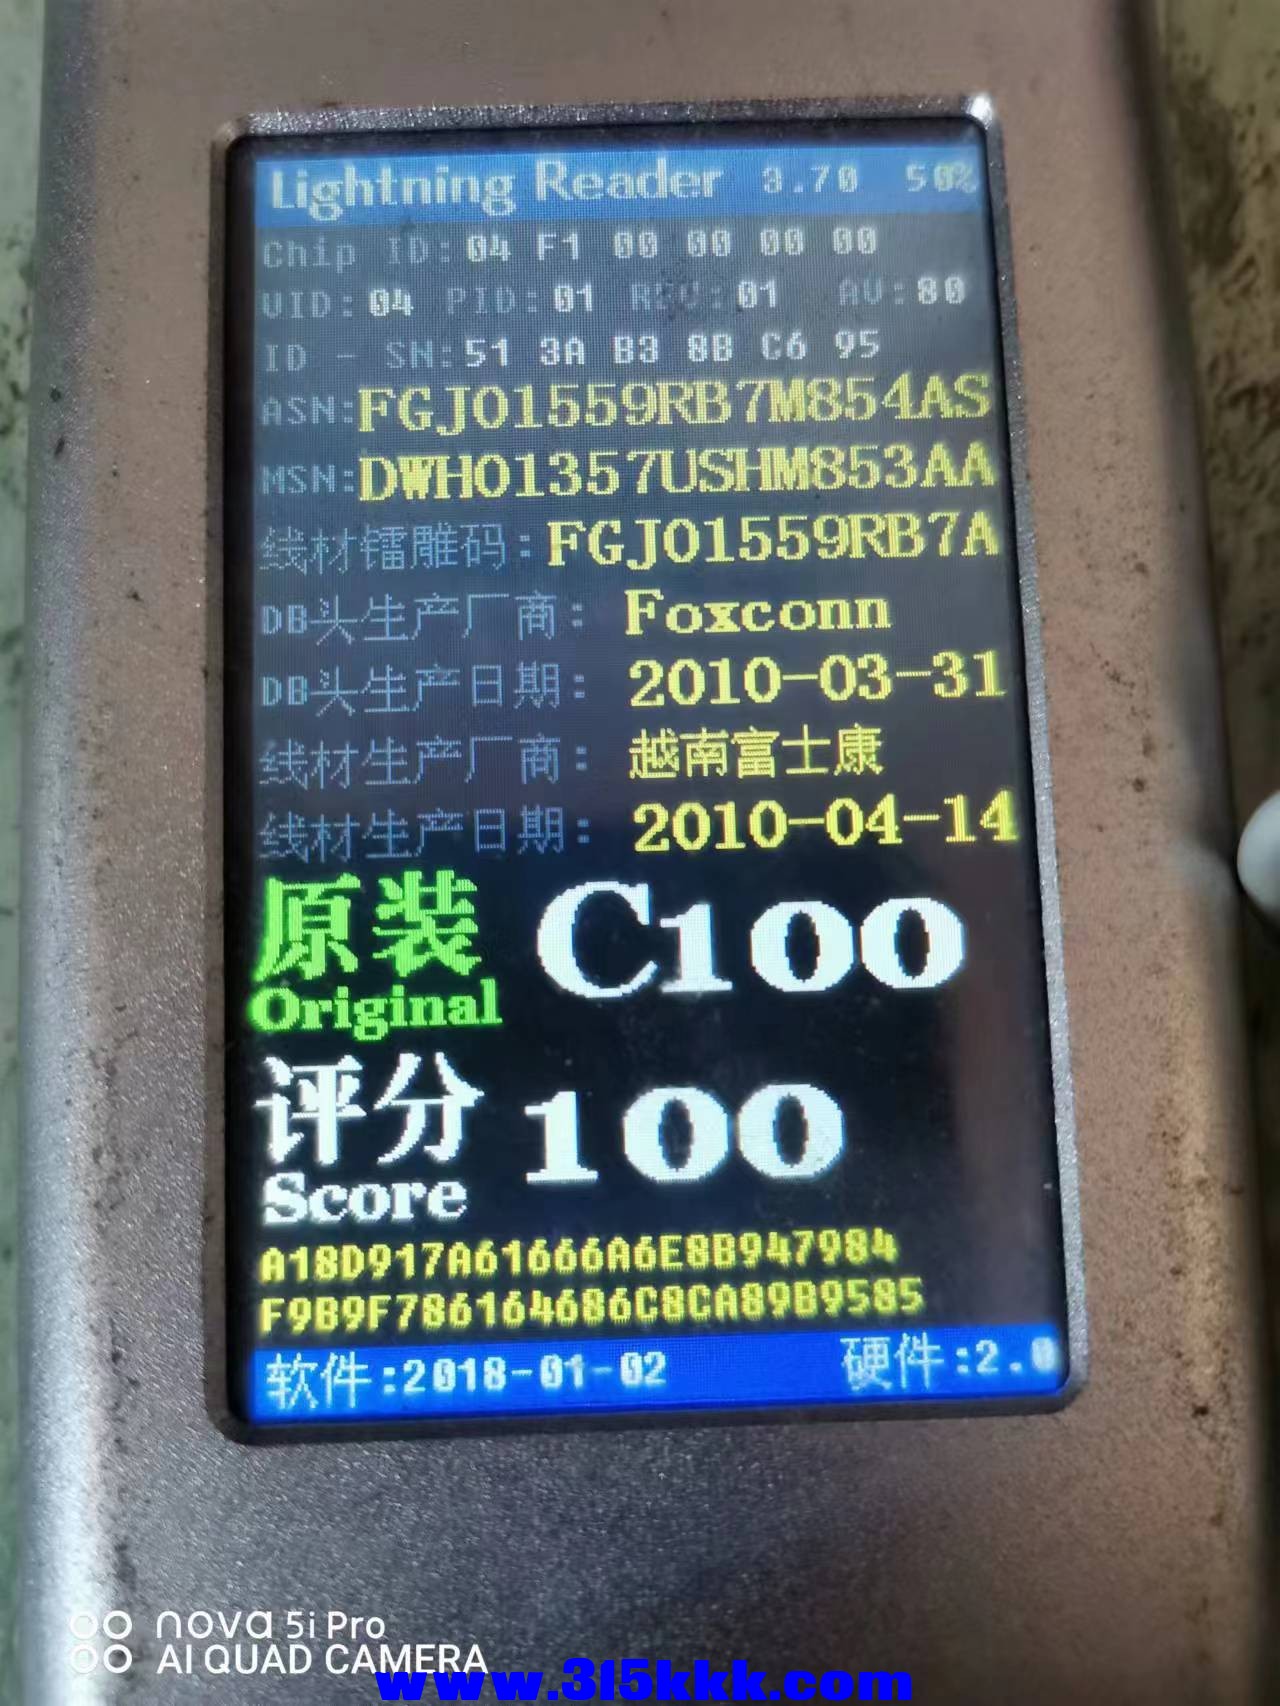 Lightning Reader 3.70 50%
Chip ID:04 F1 00 00 00 00
VID:04 PID:01 REV:01 AV:80
ID - SN:51 3A B3 8B C6 95
ASN:FGJ01559RB7M854AS
MSN:DWH01357USHM853AA
线材镭雕码:FGJ01559RB7A
DB头生产厂商: Foxconn
DB头生产日期: 2010-03-31
线材生产厂商: 越南富士康
线材生产日期: 2010-04-14
原装 C100
Original
评分 100
Score
A18D917A61666A6E8B947984
F9B9F786164686C8CA89B9585
软件:2018-01-02 硬件:2.0
nova 5i Pro
AI QUAD CAMERA
www.315kkk.com